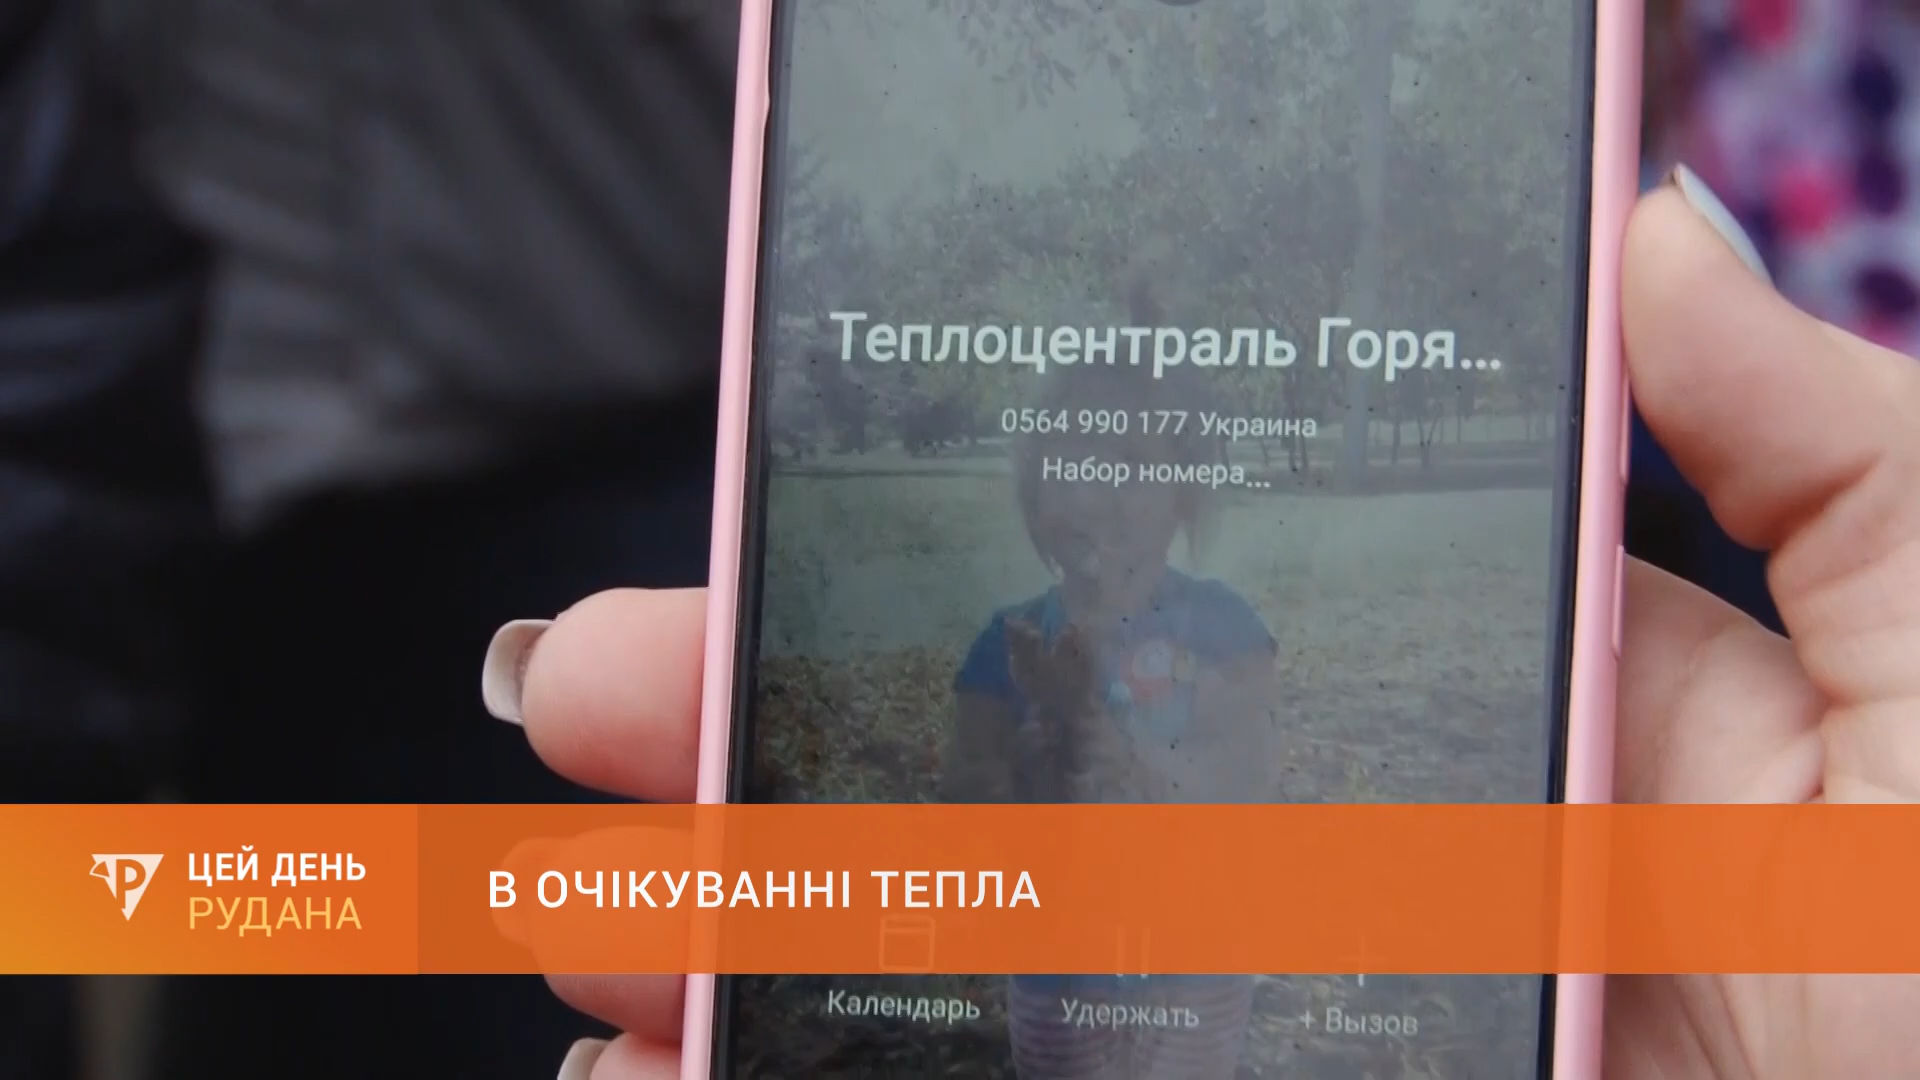 Теплоцентраль Горя...
0564 990 177 Украина
Набор номера...
ЦЕЙ ДЕНЬ
РУДАНА
В ОЧІКУВАННІ ТЕПЛА
Календарь
Удержать
+ Вызов